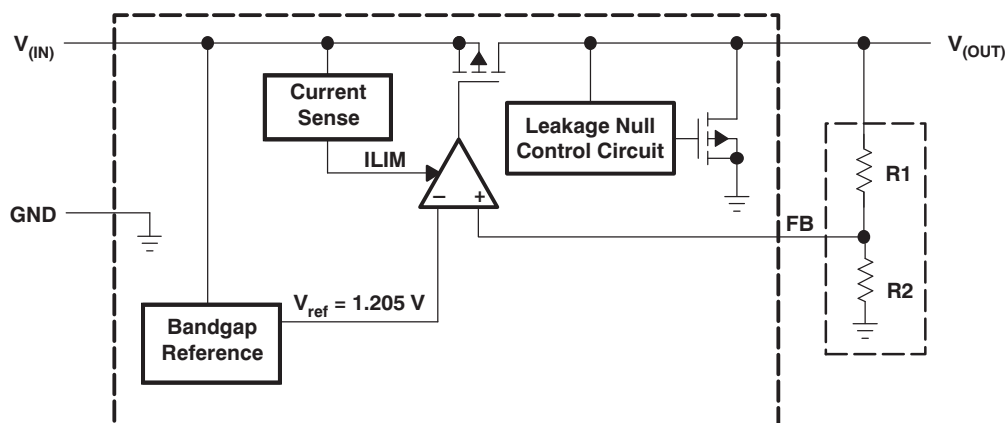 V(IN)
V(OUT)
Current
Sense
Leakage Null
Control Circuit
ILIM
R1
GND
− +
FB
R2
Vref = 1.205 V
Bandgap
Reference